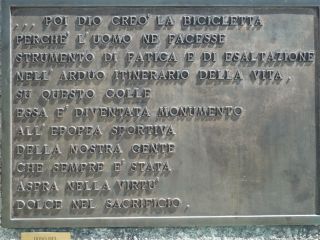 ... POI DIO CREO' LA BICICLETTA
PERCHE' L'UOMO NE FACESSE
STRUMENTO DI FATICA E DI ESALTAZIONE
NELL'ARDUO ITINERARIO DELLA VITA,
SU QUESTO COLLE
ESSA E' DIVENTATA MONUMENTO
ALL'EPOPEA SPORTIVA
DELLA NOSTRA GENTE
CHE SEMPRE E' STATA
ASPRA NELLA VIRTU'
DOLCE NEL SACRIFICIO.